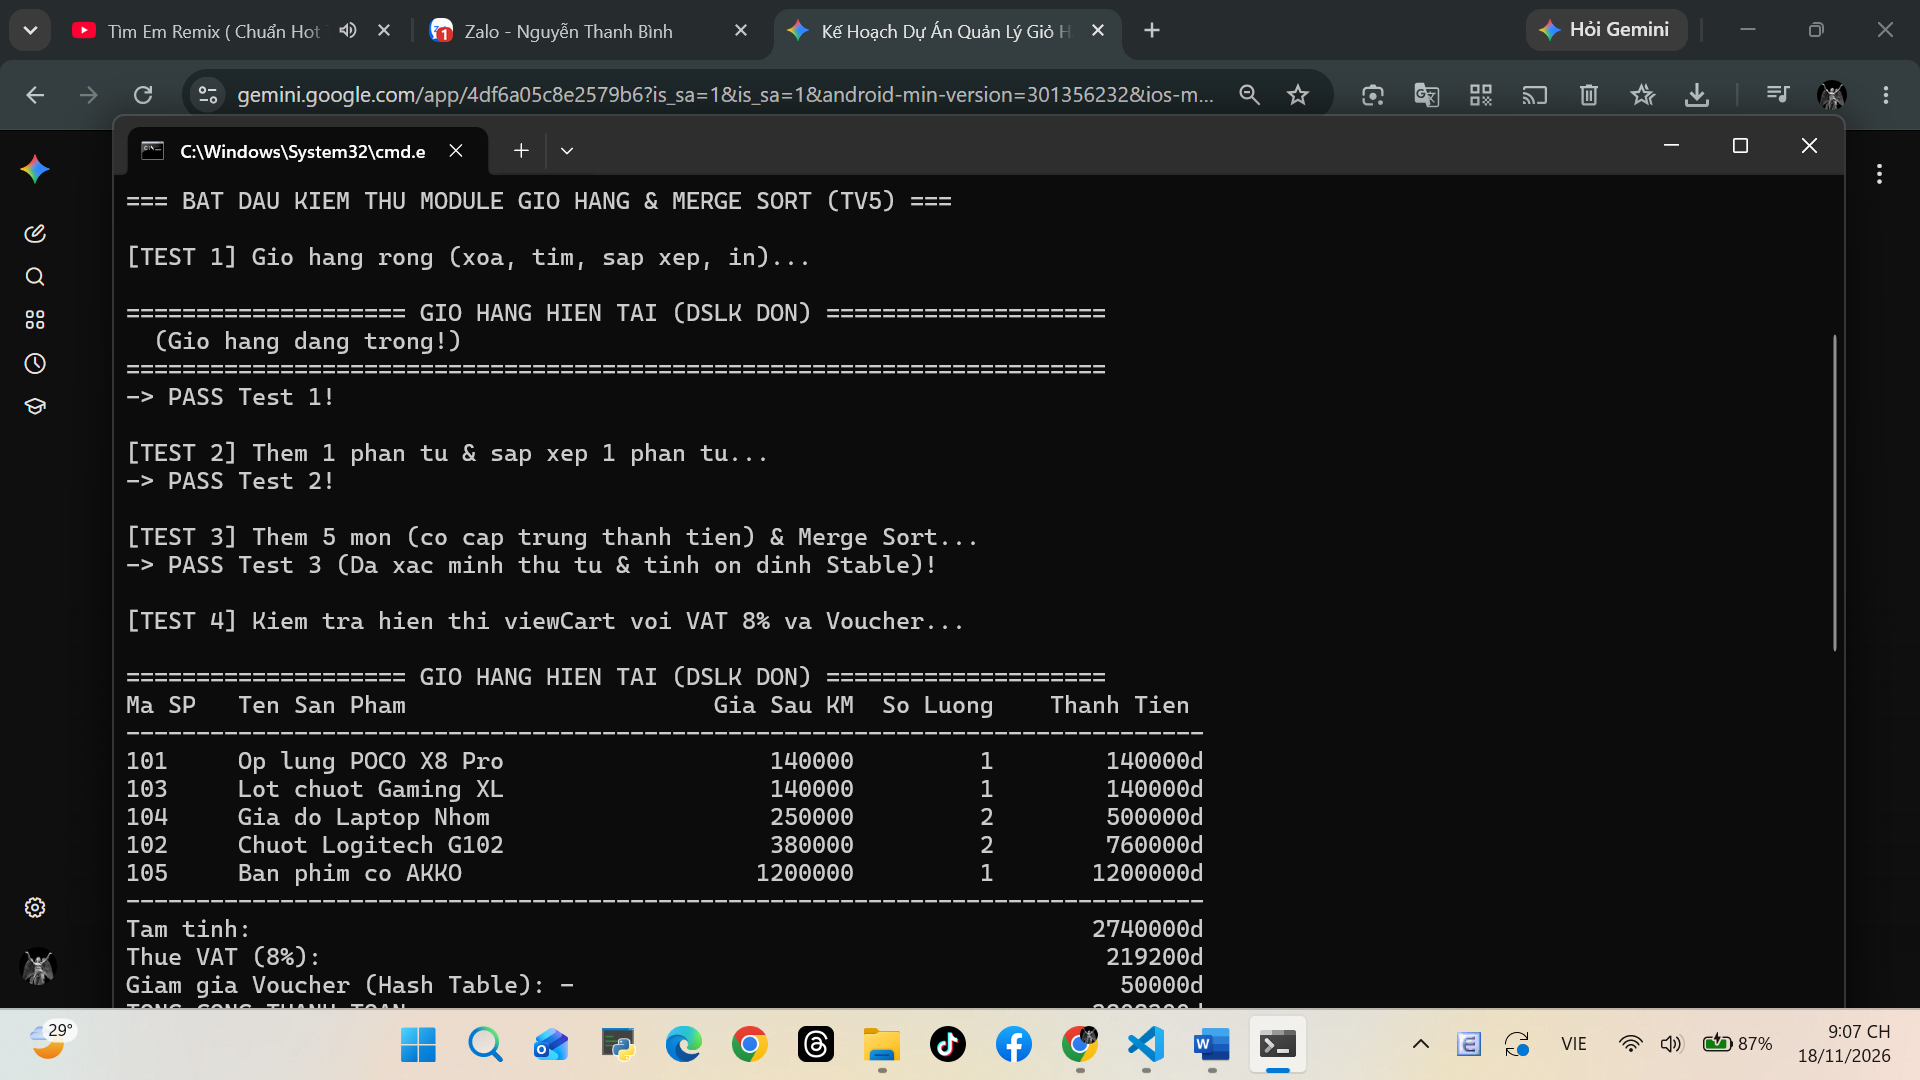 Tìm Em Remix ( Chuẩn Hot
Zalo - Nguyễn Thanh Bình
Kế Hoạch Dự Án Quản Lý Giỏ H
Hỏi Gemini
gemini.google.com/app/4df6a05c8e2579b6?is_sa=1&is_sa=1&android-min-version=301356232&ios-m...
C:\Windows\System32\cmd.e
=== BAT DAU KIEM THU MODULE GIO HANG & MERGE SORT (TV5) ===
[TEST 1] Gio hang rong (xoa, tim, sap xep, in)...
==================== GIO HANG HIEN TAI (DSLK DON) ====================
(Gio hang dang trong!)
======================================================================
-> PASS Test 1!
[TEST 2] Them 1 phan tu & sap xep 1 phan tu...
-> PASS Test 2!
[TEST 3] Them 5 mon (co cap trung thanh tien) & Merge Sort...
-> PASS Test 3 (Da xac minh thu tu & tinh on dinh Stable)!
[TEST 4] Kiem tra hien thi viewCart voi VAT 8% va Voucher...
==================== GIO HANG HIEN TAI (DSLK DON) ====================
Ma SP Ten San Pham Gia Sau KM So Luong Thanh Tien
-----------------------------------------------------------------------------
101 Op lung POCO X8 Pro 140000 1 140000d
103 Lot chuot Gaming XL 140000 1 140000d
104 Gia do Laptop Nhom 250000 2 500000d
102 Chuot Logitech G102 380000 2 760000d
105 Ban phim co AKKO 1200000 1 1200000d
-----------------------------------------------------------------------------
Tam tinh: 2740000d
Thue VAT (8%): 219200d
Giam gia Voucher (Hash Table): - 50000d
29°
VIE
87%
9:07 CH
18/11/2026